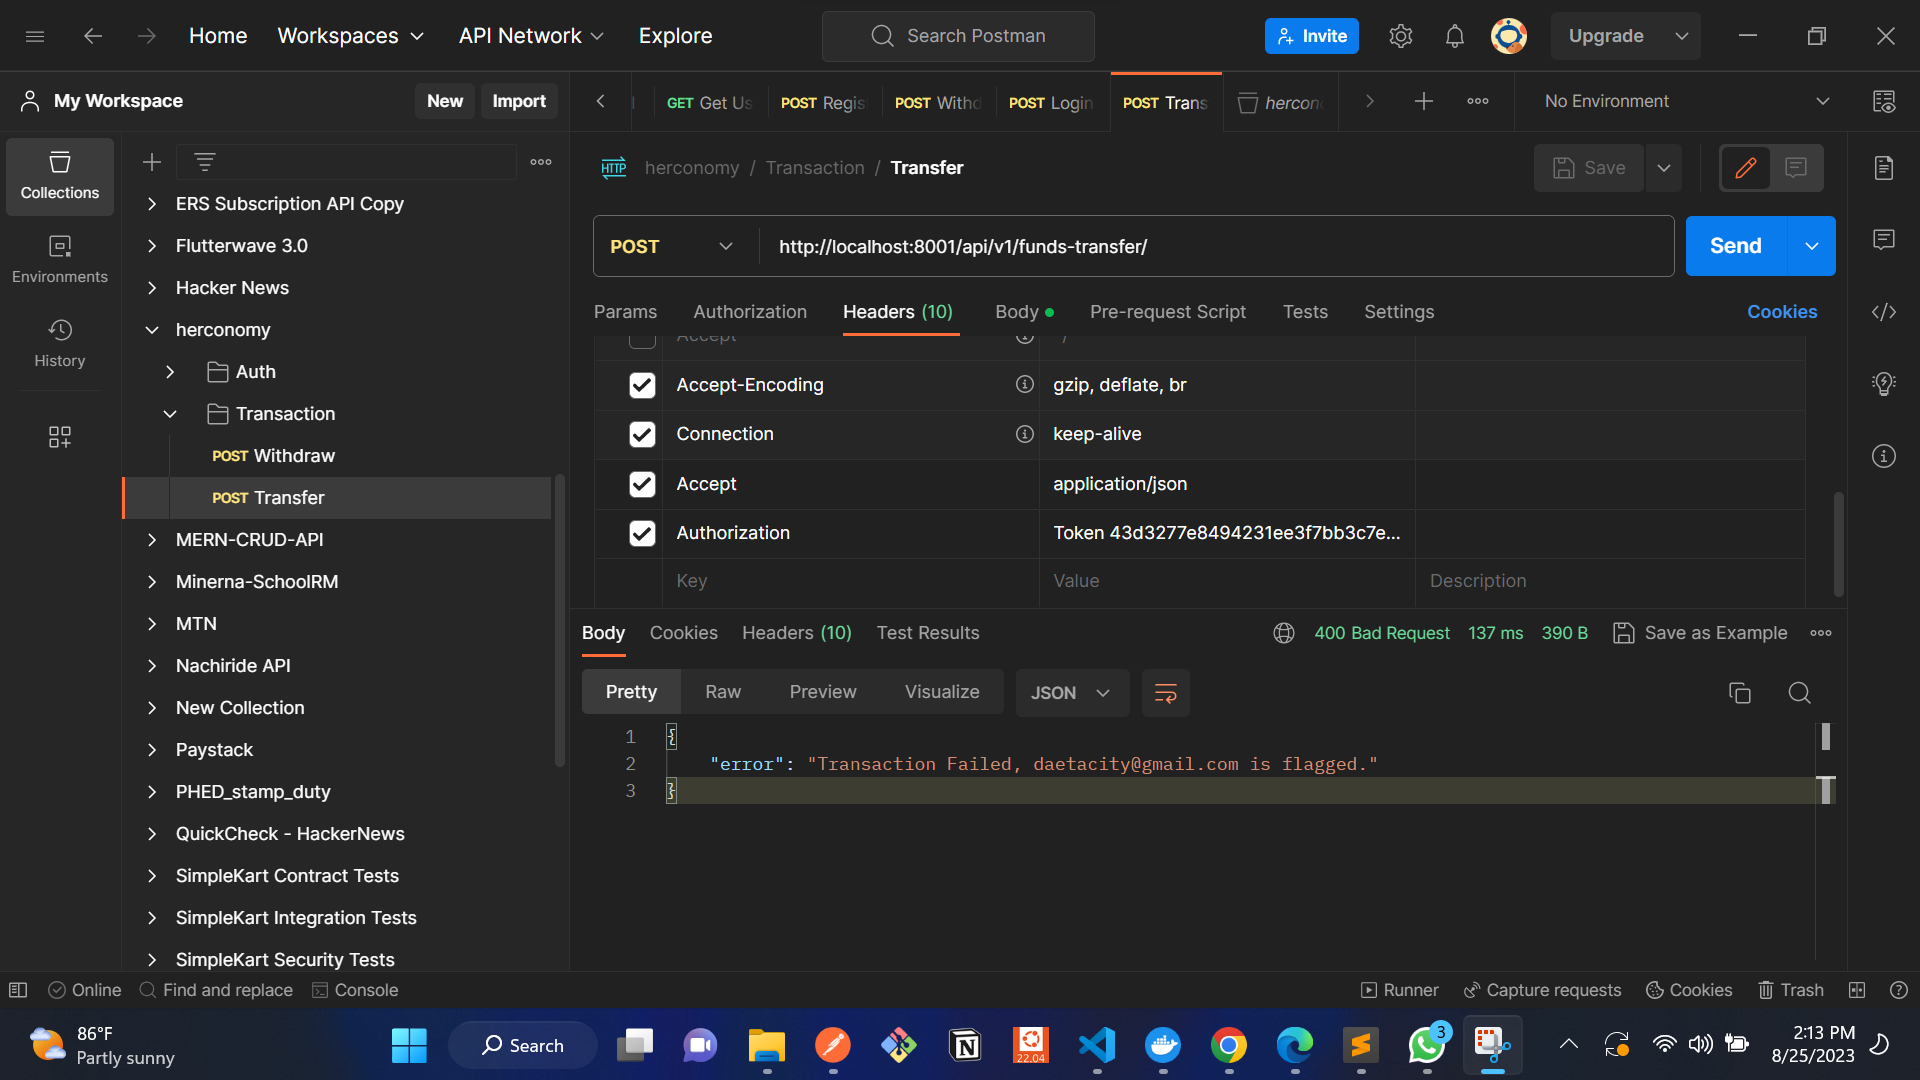 Home
Workspaces
API Network
Explore
Search Postman
Invite
Upgrade
My Workspace
New
Import
GET Get Us
POST Regis
POST Withd
POST Login
POST Trans
hercon
No Environment
Collections
Environments
History
ERS Subscription API Copy
Flutterwave 3.0
Hacker News
herconomy
Auth
Transaction
POST Withdraw
POST Transfer
MERN-CRUD-API
Minerna-SchoolRM
MTN
Nachiride API
New Collection
Paystack
PHED_stamp_duty
QuickCheck - HackerNews
SimpleKart Contract Tests
SimpleKart Integration Tests
SimpleKart Security Tests
HTTP
herconomy / Transaction / Transfer
Save
POST
http://localhost:8001/api/v1/funds-transfer/
Send
Params
Authorization
Headers (10)
Body
Pre-request Script
Tests
Settings
Cookies
Accept
Accept-Encoding
gzip, deflate, br
Connection
keep-alive
Accept
application/json
Authorization
Token 43d3277e8494231ee3f7bb3c7e...
Key
Value
Description
Body
Cookies
Headers (10)
Test Results
400 Bad Request
137 ms
390 B
Save as Example
Pretty
Raw
Preview
Visualize
JSON
1 {
2 "error": "Transaction Failed, daetacity@gmail.com is flagged."
3 }
Online
Find and replace
Console
Runner
Capture requests
Cookies
Trash
86°F
Partly sunny
Search
22.04
3
2:13 PM
8/25/2023